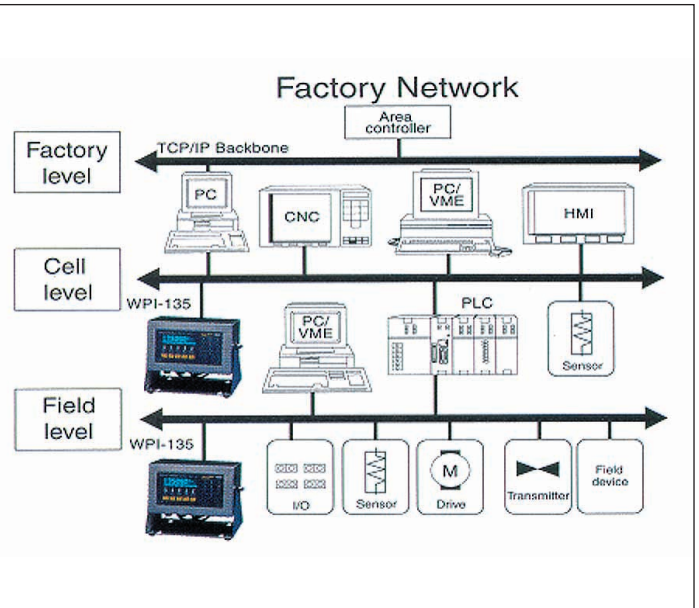 Factory Network
Area
controller
Factory
level
TCP/IP Backbone
PC
CNC
PC/
VME
HMI
Cell
level
WPI-135
PC/
VME
PLC
Sensor
Field
level
WPI-135
I/O
Sensor
M
Drive
Transmitter
Field
device